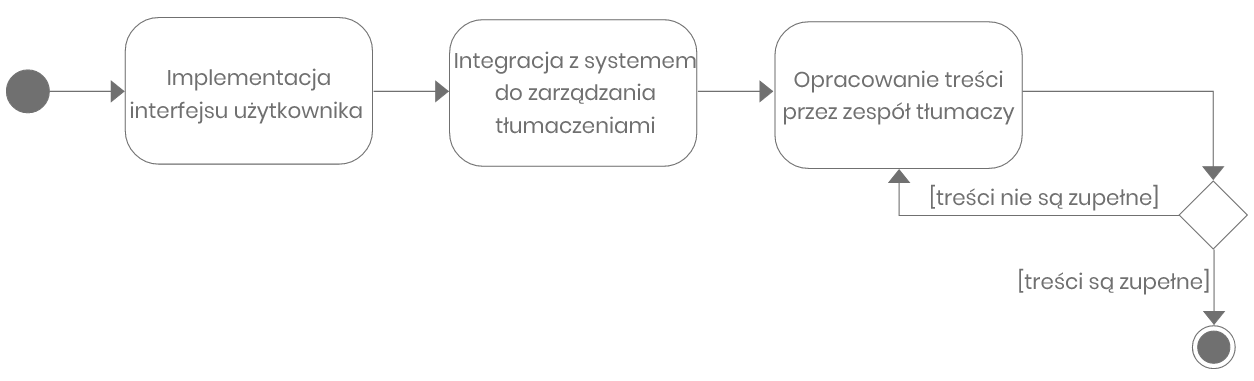 Implementacja
interfejsu użytkownika
Integracja z systemem
do zarządzania
tłumaczeniami
Opracowanie treści
przez zespół tłumaczy
[treści nie są zupełne]
[treści są zupełne]